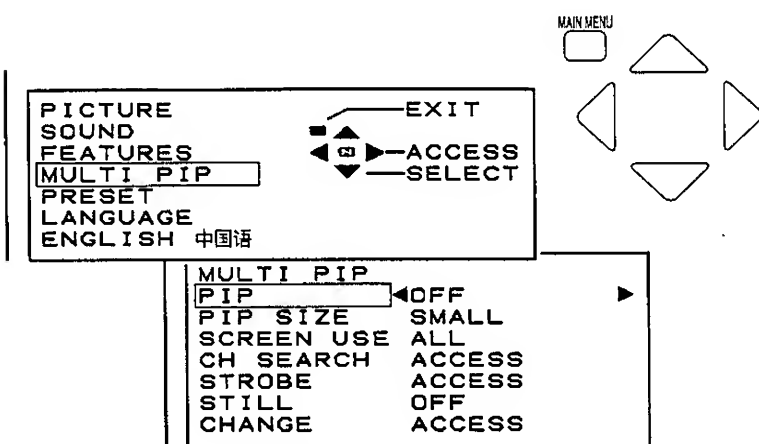 MAIN MENU
PICTURE
EXIT
SOUND
FEATURES
ACCESS
MULTI PIP
SELECT
PRESET
LANGUAGE
ENGLISH 中国语
MULTI PIP
PIP ◀OFF ▶
PIP SIZE SMALL
SCREEN USE ALL
CH SEARCH ACCESS
STROBE ACCESS
STILL OFF
CHANGE ACCESS